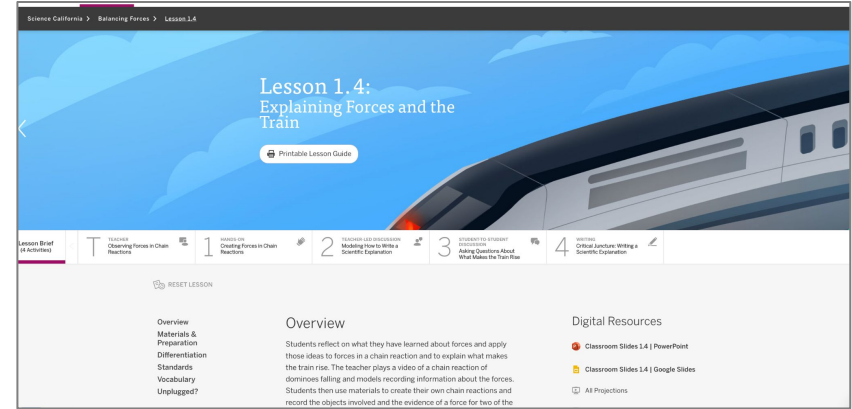 Science California > Balancing Forces > Lesson 1.4
Lesson 1.4:
Explaining Forces and the
Train
Printable Lesson Guide
Lesson Brief
(4 Activities)
T
TEACHER
Observing Forces in Chain
Reactions
1
HANDS-ON
Creating Forces in Chain
Reactions
2
TEACHER-LED DISCUSSION
Modeling How to Write a
Scientific Explanation
3
STUDENT-TO-STUDENT
DISCUSSION
Asking Questions About
What Makes the Train Rise
4
WRITING
Critical Juncture: Writing a
Scientific Explanation
RESET LESSON
Overview
Materials &
Preparation
Differentiation
Standards
Vocabulary
Unplugged?
Overview
Students reflect on what they have learned about forces and apply
those ideas to forces in a chain reaction and to explain what makes
the train rise. The teacher plays a video of a chain reaction of
dominoes falling and models recording information about the forces.
Students then use materials to create their own chain reactions and
record the objects involved and the evidence of a force for two of the
Digital Resources
Classroom Slides 1.4 | PowerPoint
Classroom Slides 1.4 | Google Slides
All Projections